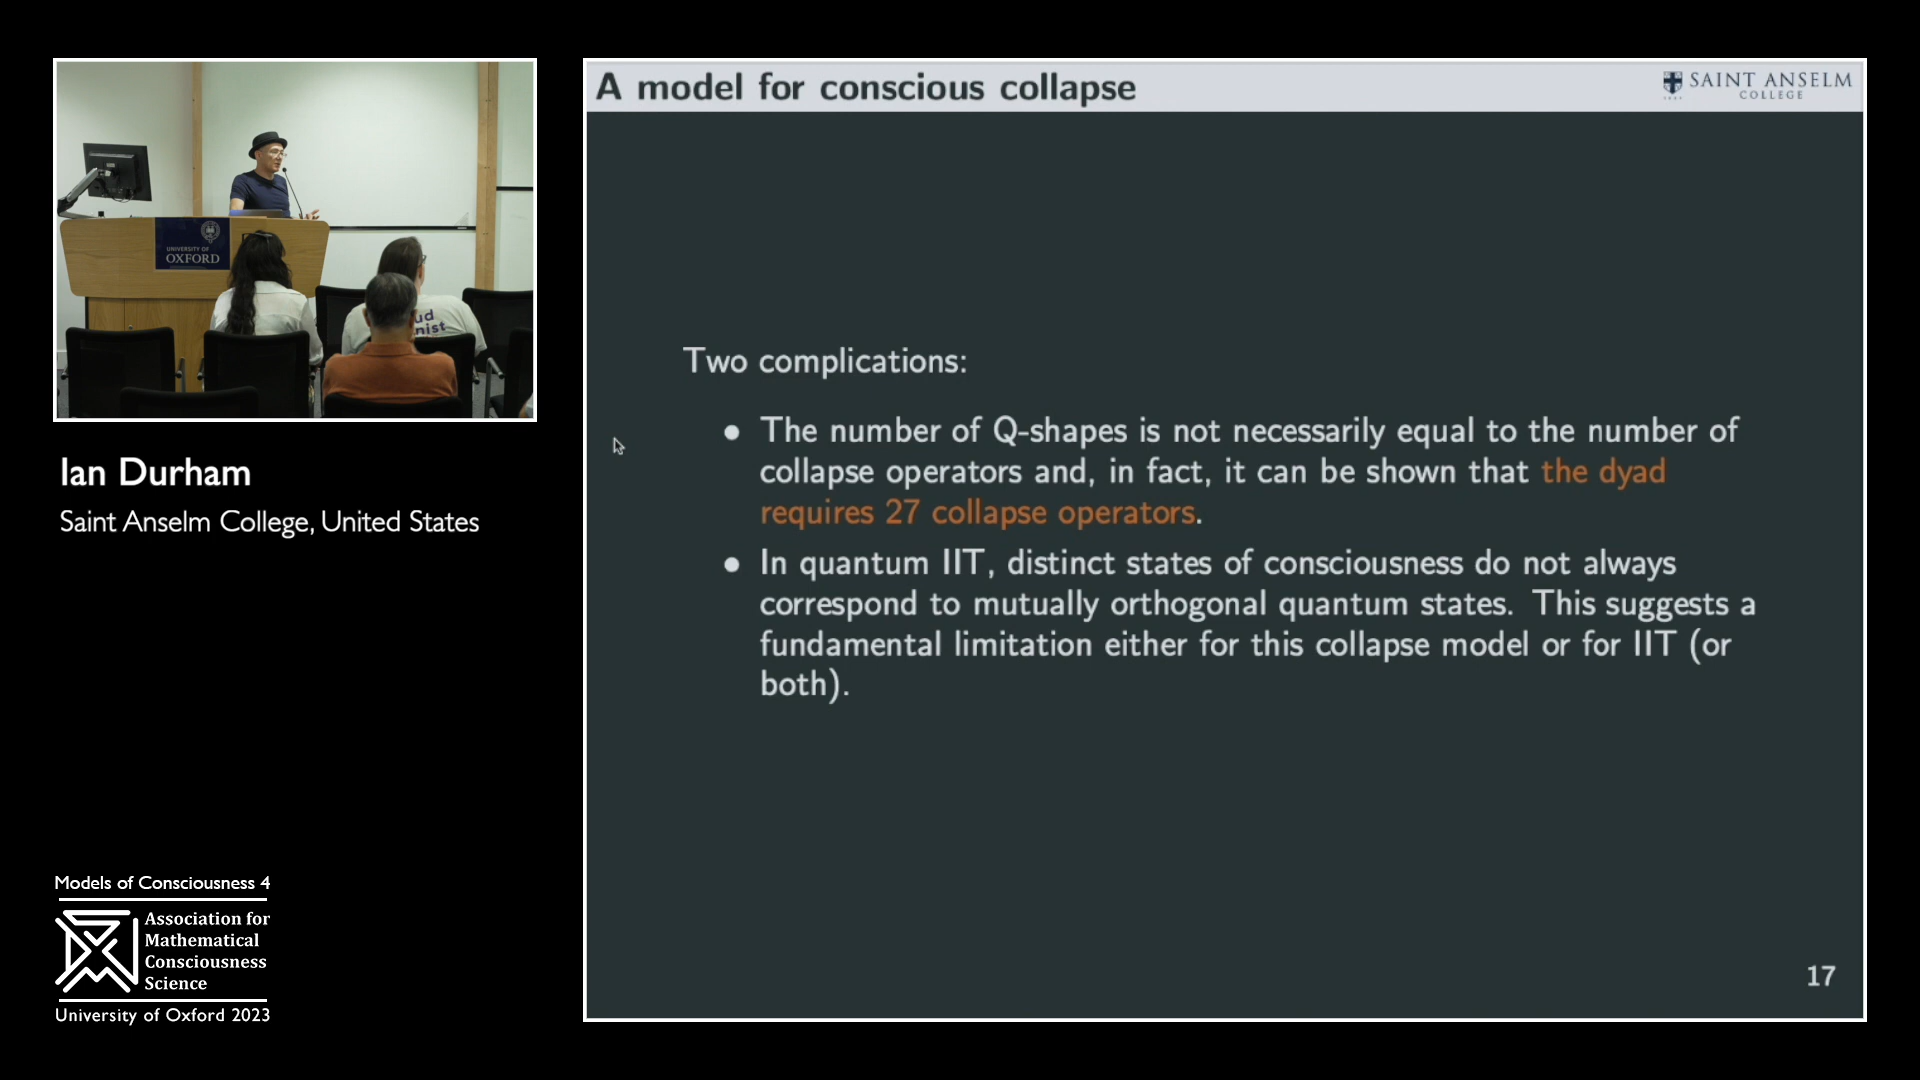 A model for conscious collapse
SAINT ANSELM
COLLEGE
UNIVERSITY OF
OXFORD
ud
nist
Two complications:
The number of Q-shapes is not necessarily equal to the number of
collapse operators and, in fact, it can be shown that the dyad
requires 27 collapse operators.
In quantum IIT, distinct states of consciousness do not always
correspond to mutually orthogonal quantum states. This suggests a
fundamental limitation either for this collapse model or for IIT (or
both).
17
Ian Durham
Saint Anselm College, United States
Models of Consciousness 4
Association for
Mathematical
Consciousness
Science
University of Oxford 2023